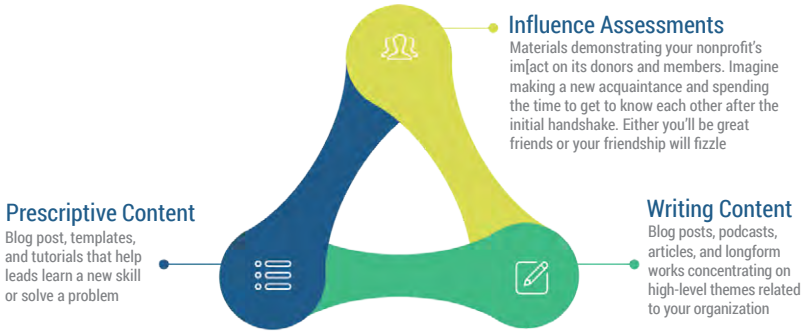 Influence Assessments
Materials demonstrating your nonprofit's
im[act on its donors and members. Imagine
making a new acquaintance and spending
the time to get to know each other after the
initial handshake. Either you'll be great
friends or your friendship will fizzle
Prescriptive Content
Blog post, templates,
and tutorials that help
leads learn a new skill
or solve a problem
Writing Content
Blog posts, podcasts,
articles, and longform
works concentrating on
high-level themes related
to your organization